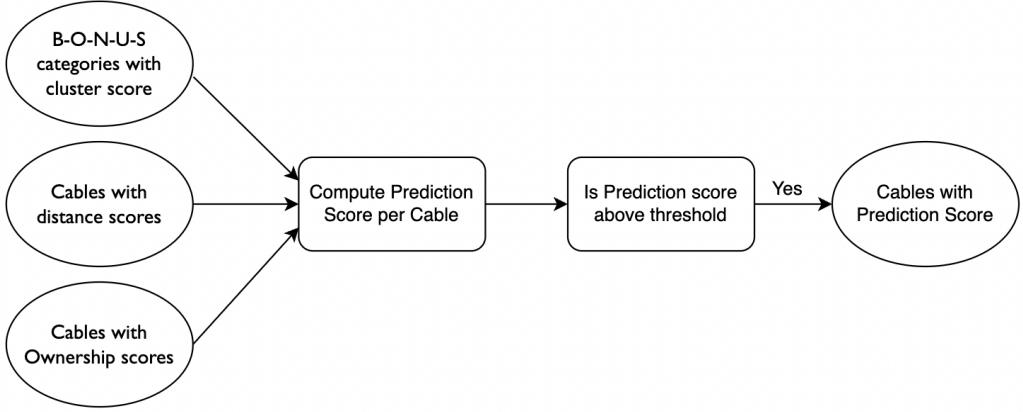 B-O-N-U-S
categories with
cluster score
Cables with
distance scores
Cables with
Ownership scores
Compute Prediction
Score per Cable
Is Prediction score
above threshold
Yes
Cables with
Prediction Score